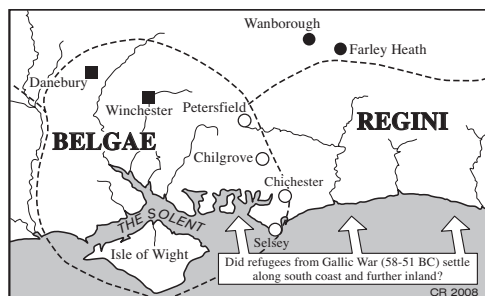 Wanborough
Farley Heath
Danebury
Winchester
Petersfield
BELGAE
REGINI
Chilgrove
Chichester
THE SOLENT
Selsey
Isle of Wight
Did refugees from Gallic War (58-51 BC) settle
along south coast and further inland?
CR 2008